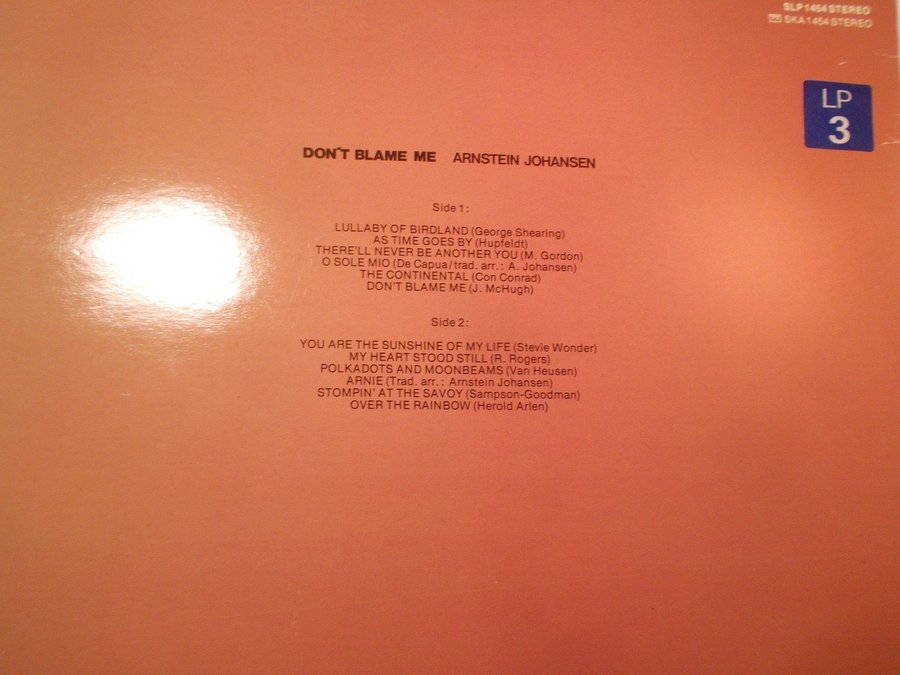 SLP 1454 STEREO
SKA 1454 STEREO
LP
3
DON'T BLAME ME ARNSTEIN JOHANSEN
Side 1:
LULLABY OF BIRDLAND (George Shearing)
AS TIME GOES BY (Hupfeldt)
THERE'LL NEVER BE ANOTHER YOU (M. Gordon)
O SOLE MIO (De Capua/trad. arr.: A. Johansen)
THE CONTINENTAL (Con Conrad)
DON'T BLAME ME (J. McHugh)
Side 2:
YOU ARE THE SUNSHINE OF MY LIFE (Stevie Wonder)
MY HEART STOOD STILL (R. Rogers)
POLKADOTS AND MOONBEAMS (Van Heusen)
ARNIE (Trad. arr.: Arnstein Johansen)
STOMPIN' AT THE SAVOY (Sampson-Goodman)
OVER THE RAINBOW (Herold Arlen)